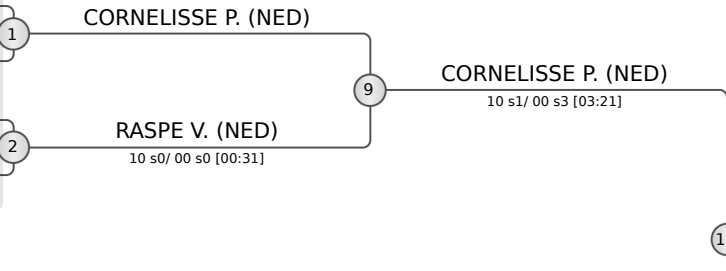 CORNELISSE P. (NED)
1
9
CORNELISSE P. (NED)
10 s1/ 00 s3 [03:21]
RASPE V. (NED)
2
10 s0/ 00 s0 [00:31]